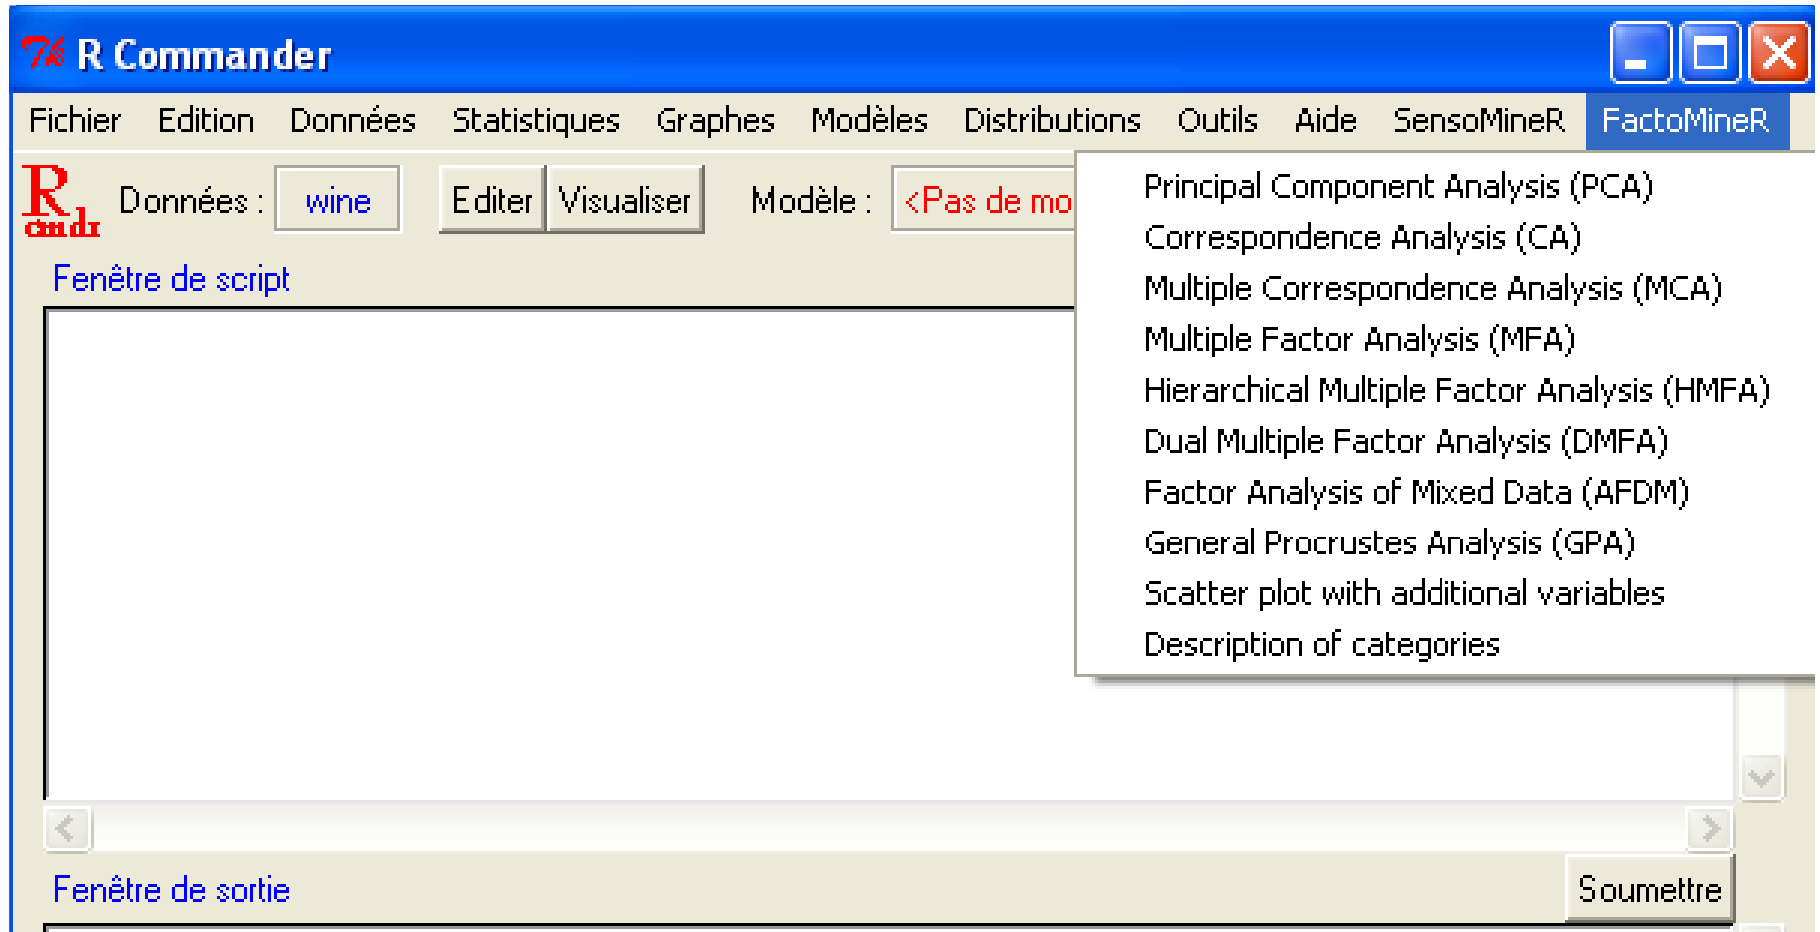 R Commander
Fichier Edition Données Statistiques Graphes Modèles Distributions Outils Aide SensoMineR FactoMineR
R cmdr Données : wine Editer Visualiser Modèle : <Pas de mo
Principal Component Analysis (PCA)
Correspondence Analysis (CA)
Multiple Correspondence Analysis (MCA)
Multiple Factor Analysis (MFA)
Hierarchical Multiple Factor Analysis (HMFA)
Dual Multiple Factor Analysis (DMFA)
Factor Analysis of Mixed Data (AFDM)
General Procrustes Analysis (GPA)
Scatter plot with additional variables
Description of categories
Fenêtre de script
Soumettre
Fenêtre de sortie